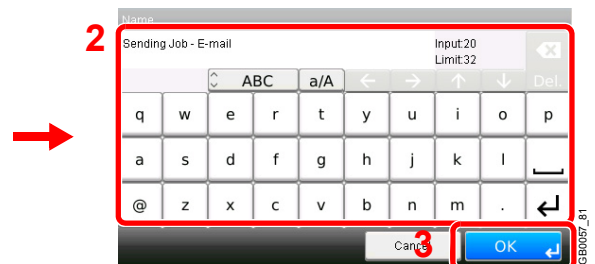 Name
2
Sending Job - E-mail
Input:20
Limit:32
ABC a/A ← → ↑ ↓ Del.
q w e r t y u i o p
a s d f g h j k l
@ z x c v b n m .
Cancel 3 OK
GB0057_81